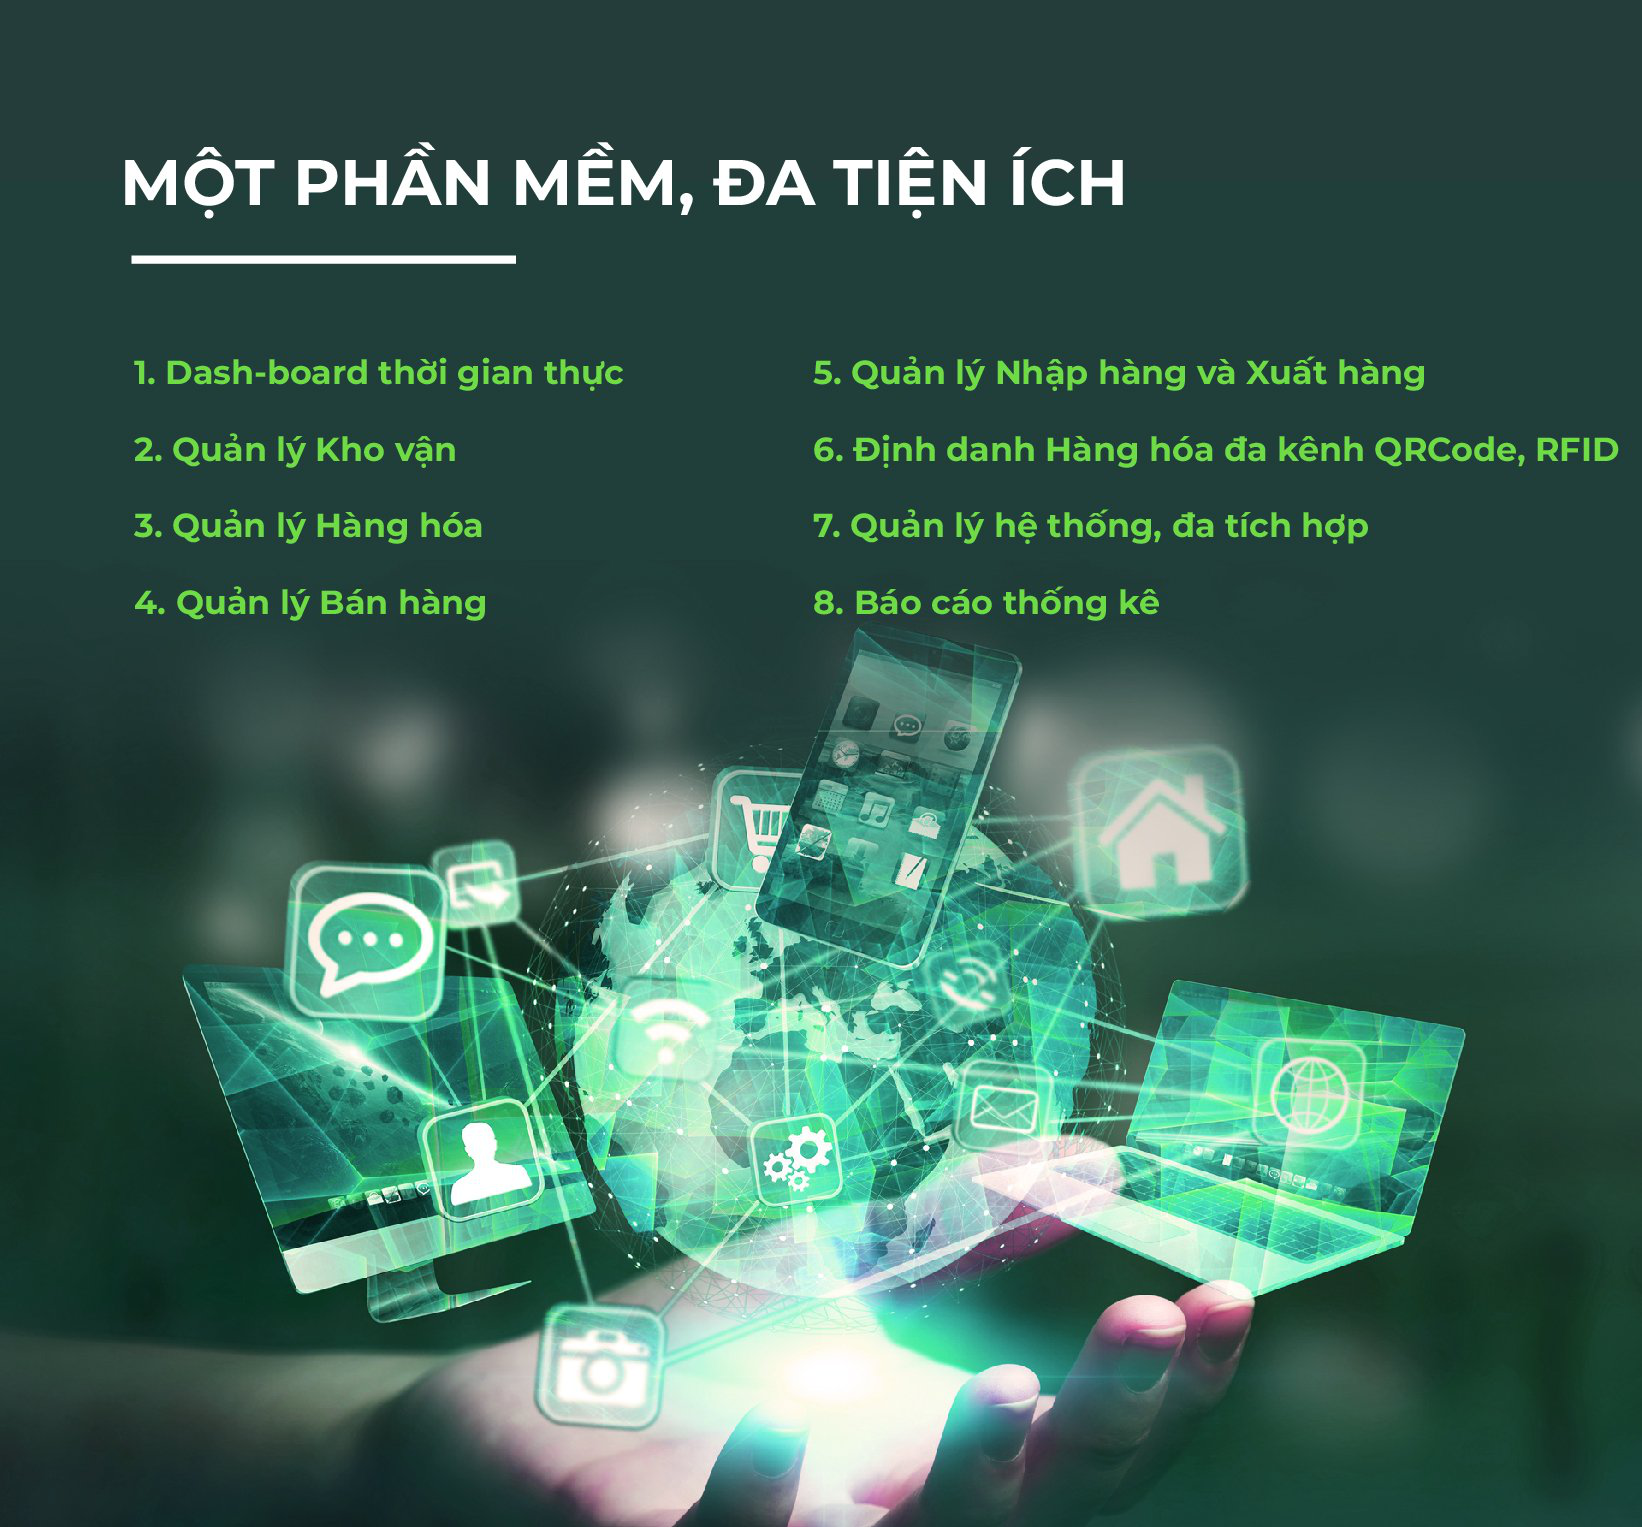 MỘT PHẦN MỀM, ĐA TIỆN ÍCH
1. Dash-board thời gian thực
2. Quản lý Kho vận
3. Quản lý Hàng hóa
4. Quản lý Bán hàng
5. Quản lý Nhập hàng và Xuất hàng
6. Định danh Hàng hóa đa kênh QRCode, RFID
7. Quản lý hệ thống, đa tích hợp
8. Báo cáo thống kê